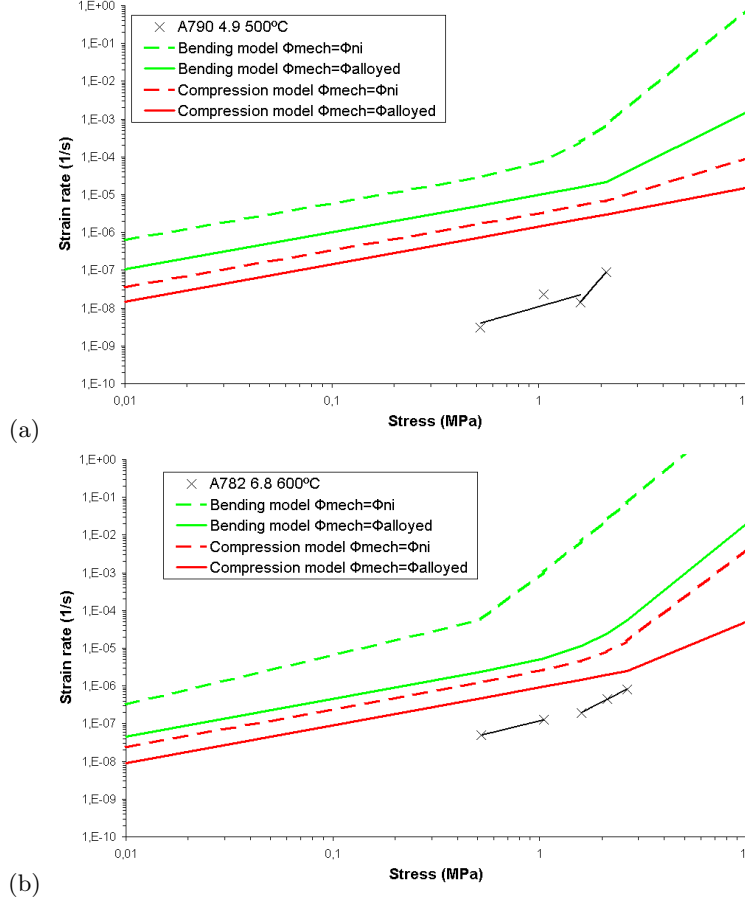 1,E+00
1,E-01
1,E-02
1,E-03
1,E-04
1,E-05
1,E-06
1,E-07
1,E-08
1,E-09
1,E-10
Strain rate (1/s)
A790 4.9 500ºC
Bending model Φmech=Φni
Bending model Φmech=Φalloyed
Compression model Φmech=Φni
Compression model Φmech=Φalloyed
0,01
0,1
1
Stress (MPa)
(a)
1,E+00
1,E-01
1,E-02
1,E-03
1,E-04
1,E-05
1,E-06
1,E-07
1,E-08
1,E-09
1,E-10
Strain rate (1/s)
A782 6.8 600ºC
Bending model Φmech=Φni
Bending model Φmech=Φalloyed
Compression model Φmech=Φni
Compression model Φmech=Φalloyed
0,01
0,1
1
Stress (MPa)
(b)